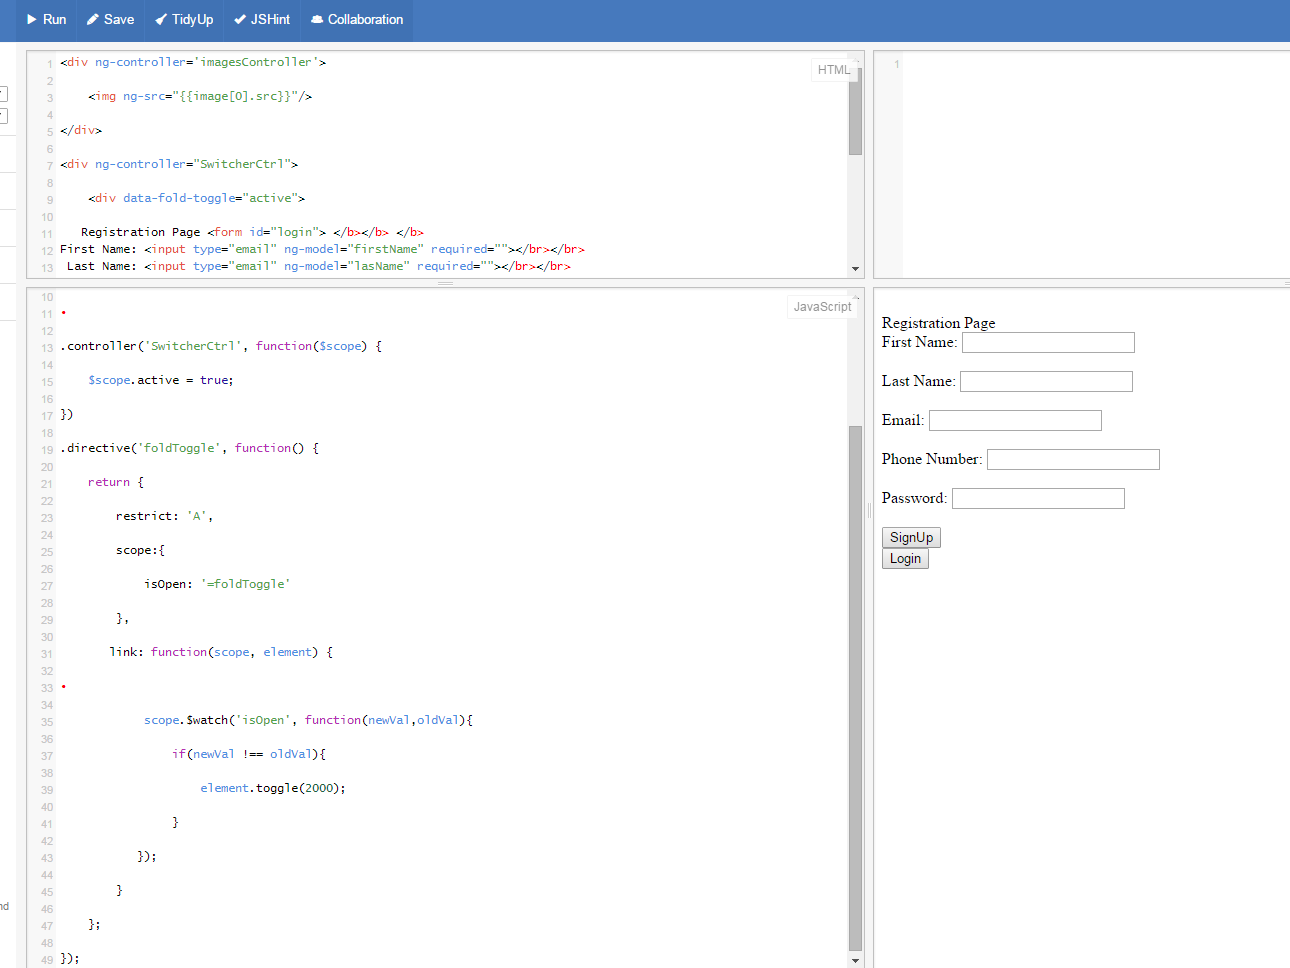 Run Save TidyUp JSHint Collaboration
HTML
1 <div ng-controller='imagesController'>
2
3 <img ng-src="{{image[0].src}}"/>
4
5 </div>
6
7 <div ng-controller="SwitcherCtrl">
8
9 <div data-fold-toggle="active">
10
11 Registration Page <form id="login"> </b></b> </b>
12 First Name: <input type="email" ng-model="firstName" required=""></br></br>
13 Last Name: <input type="email" ng-model="lasName" required=""></br></br>
1
JavaScript
10
11 •
12
13 .controller('SwitcherCtrl', function($scope) {
14
15 $scope.active = true;
16
17 })
18
19 .directive('foldToggle', function() {
20
21 return {
22
23 restrict: 'A',
24
25 scope:{
26
27 isOpen: '=foldToggle'
28
29 },
30
31 link: function(scope, element) {
32
33 •
34
35 scope.$watch('isOpen', function(newVal,oldVal){
36
37 if(newVal !== oldVal){
38
39 element.toggle(2000);
40
41 }
42
43 });
44
45 }
46
47 };
48
49 });
Registration Page
First Name:
Last Name:
Email:
Phone Number:
Password:
SignUp
Login